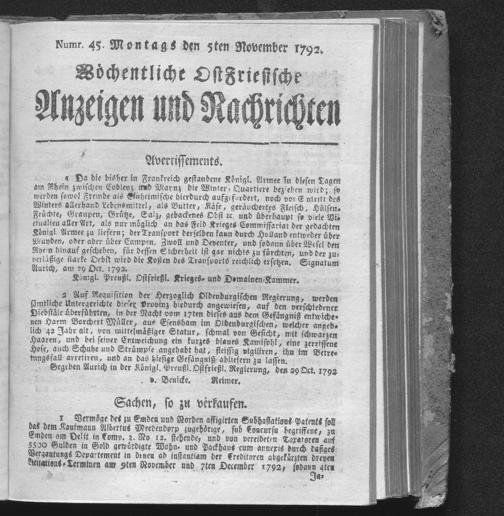 Numr. 45. Montags den 5ten November 1792.
Wöchentliche OstFriesische
Anzeigen und Nachrichten
Avertissements.
1 Da die bisher in Frankreich gestandene Königl. Armee in diesen Tagen
am Rhein zwischen Coblenz und Maynz die Winter-Quartiere beziehen wird; so
werden sowol Fremde als Einheimische hierdurch aufgefordert, noch vor Eintritt des
Winters allerhand Lebensmittel, als Butter, Käse, geräuchertes Fleisch, Hülsen-
Früchte, Graupen, Grütze, Salz, gebackenes Obst ic. und überhaupt so viele Vic-
tualien aller Art, als nur möglich an das Feld Kriegs Commissariat der gedachten
Königl. Armee zu liefern; der Transport derselben kann durch Holland entweder über
oder über Campen, Zwoll und Deventer, und sodann über Wesel den
Rhein hinauf geschehen, für dessen Sicherheit ist gar nichts zu fürchten, und der zu-
verläßige starke Debit wird die Kosten des Transports reichlich ersetzen. Signatum
Aurich, am 29 Oct. 1792.
Königl. Preußl. Ostfriesl. Krieges- und Domainen-Kammer.
2 Auf Requisition der Herzoglich Oldenburgischen Regierung, werden
sämtliche Untergerichte dieser Provinz hiedurch angewiesen, auf den verschiedener
Diebstäle überführten, in der Nacht vom 17ten dieses aus dem Gefängniß entwiche-
nen Harm Borchert Müller, aus Esensham im Oldenburgischen, welcher angeb-
lich 42 Jahr alt, von mittelmäßiger Statur, schmal von Gesicht, mit schwarzen
Haaren, und bei seiner Entweichung ein kurzes blaues Kamisohl, eine zerrissene
Hose, auch Schuhe und Strümpfe angehabt hat, fleissig vigiliren, ihn im Betre-
tungsfall arretiren, und an das hiesige Gefängniß abliefern zu lassen.
Gegeben Aurich in der Königl. Preußl. Ostfriesl. Regierung, den 29 Oct. 1792
v. Benicke. Reimer.
Sachen, so zu verkaufen.
1 Vermöge des zu Emden und Norden affigirten Subhastations-Patents soll
das dem Kaufmann Albertus Meetendorp zugehörige, sub Concursu begriffene, zu
Emden am Delft in Comp. 2. No 12. stehende, und von vereideten Taxatoren auf
5500 Gulden in Gold gewürdigte Wohn- und Packhaus cum annexis durch dasiges
Vergantungs Departement in denen ad instantiam der Creditoren abgekürzten dreyen
Licitations-Terminen am 9ten November und 7ten December 1792, sodann 4ten
Ja-